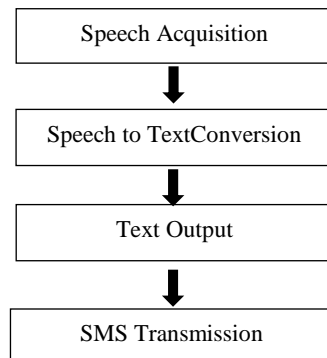 Speech Acquisition
Speech to TextConversion
Text Output
SMS Transmission